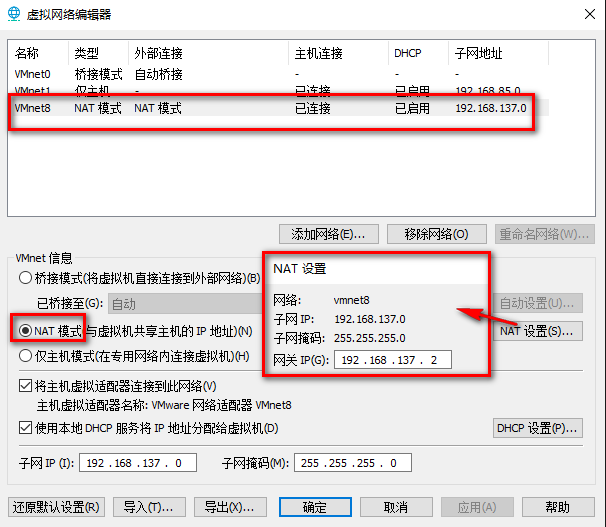 虚拟网络编辑器
名称 类型 外部连接 主机连接 DHCP 子网地址
VMnet0 桥接模式 自动桥接 - - -
VMnet1 仅主机... - 已连接 已启用 192.168.85.0
VMnet8 NAT 模式 NAT 模式 已连接 已启用 192.168.137.0
添加网络(E)... 移除网络(O) 重命名网络(W)...
VMnet 信息
桥接模式(将虚拟机直接连接到外部网络)(B)
已桥接至(G): 自动 自动设置(U)...
NAT 模式(与虚拟机共享主机的 IP 地址)(N) NAT 设置(S)...
仅主机模式(在专用网络内连接虚拟机)(H)
NAT 设置
网络: vmnet8
子网 IP: 192.168.137.0
子网掩码: 255.255.255.0
网关 IP(G): 192 . 168 . 137 . 2
将主机虚拟适配器连接到此网络(V)
主机虚拟适配器名称: VMware 网络适配器 VMnet8
使用本地 DHCP 服务将 IP 地址分配给虚拟机(D) DHCP 设置(P)...
子网 IP (I): 192 . 168 . 137 . 0 子网掩码(M): 255 . 255 . 255 . 0
还原默认设置(R) 导入(T)... 导出(X)... 确定 取消 应用(A) 帮助